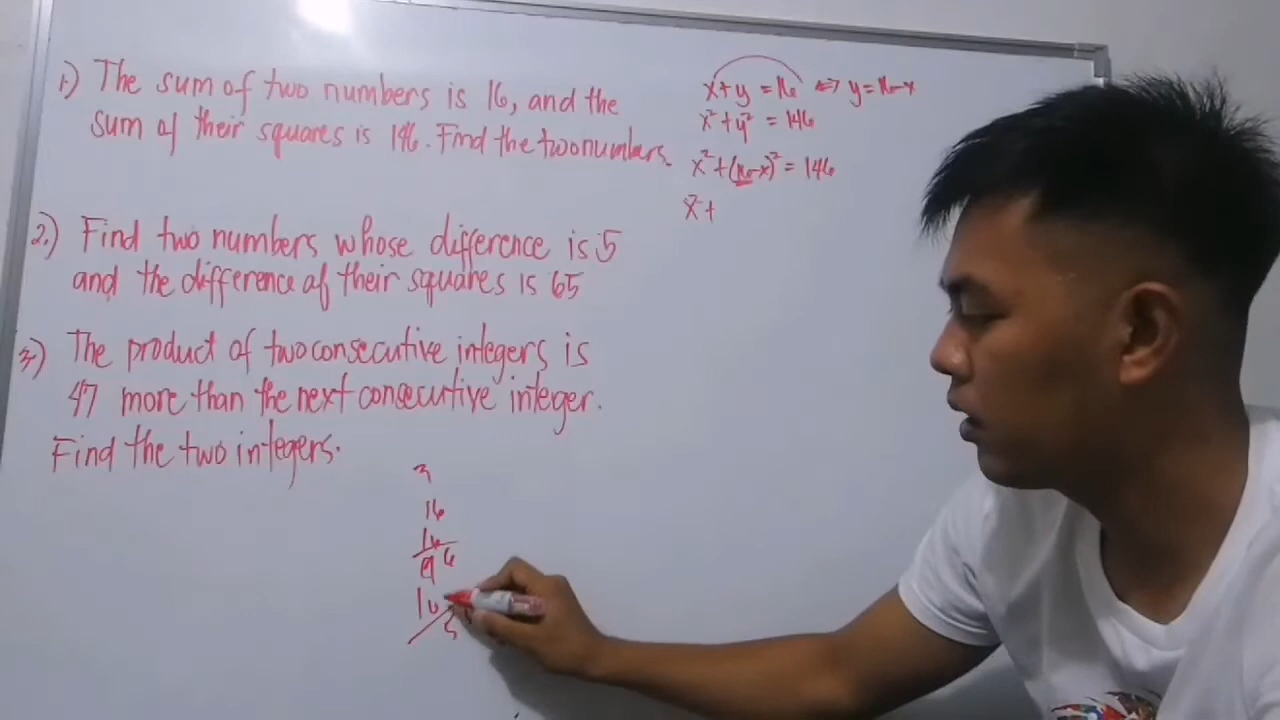 1.) The sum of two numbers is 16, and the
sum of their squares is 146. Find the two numbers.
2.) Find two numbers whose difference is 5
and the difference of their squares is 65
3.) The product of two consecutive integers is
47 more than the next consecutive integer.
Find the two integers.
x+y = 16 ⟺ y=16-x
x²+y² = 146
x²+(16-x)² = 146
x²+
3
16
16
96
16